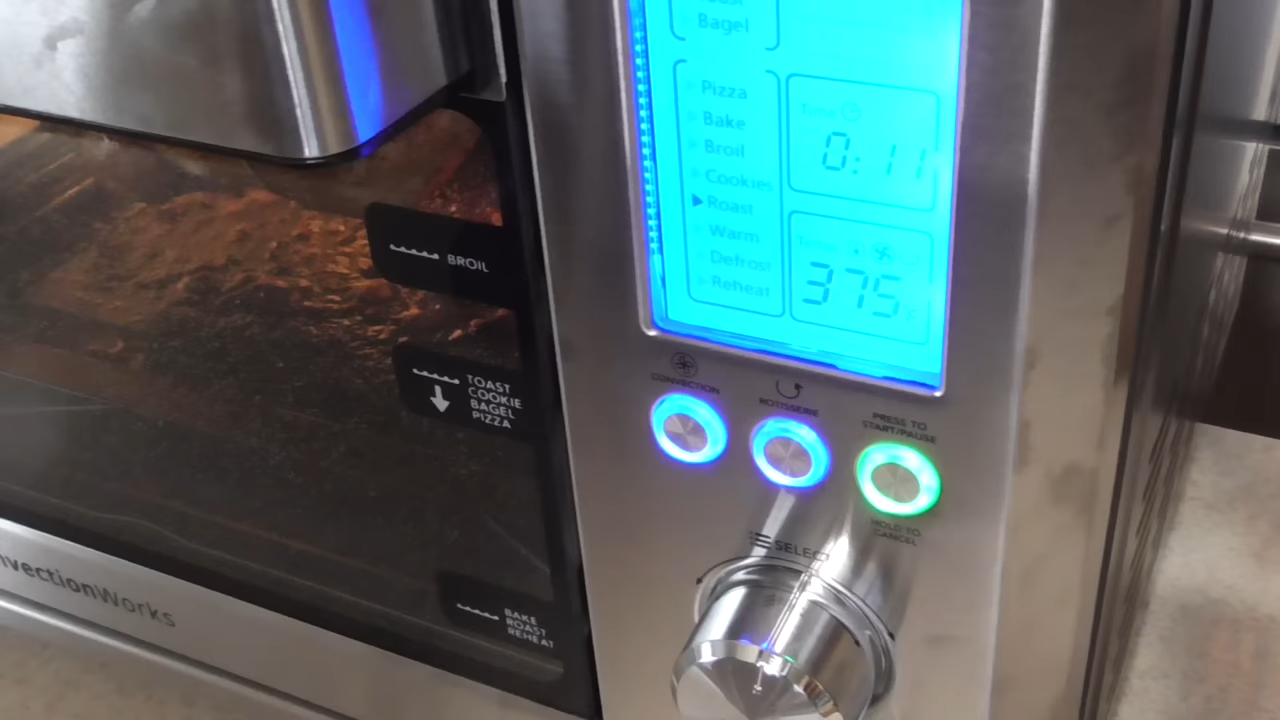 Bagel
Pizza
Bake
Broil
Cookies
Roast
Warm
Defrost
Reheat
Time
0:11
375
BROIL
TOAST
COOKIE
BAGEL
PIZZA
CONVECTION
ROTISSERIE
PRESS TO
START/PAUSE
HOLD TO
CANCEL
SELECT
BAKE
ROAST
REHEAT
nvectionWorks